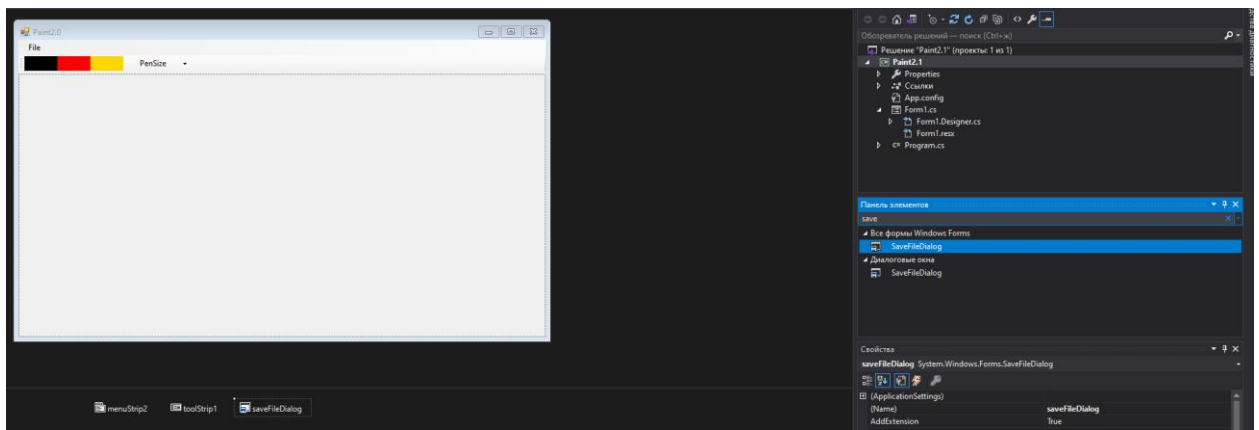 Paint2.0
File
PenSize
menuStrip2
toolStrip1
saveFileDialog
Обозреватель решений — поиск (Ctrl+ж)
Решение "Paint2.1" (проекты: 1 из 1)
Paint2.1
Properties
Ссылки
App.config
Form1.cs
Form1.Designer.cs
Form1.resx
C# Program.cs
Панель элементов
save
Все формы Windows Forms
SaveFileDialog
Диалоговые окна
SaveFileDialog
Свойства
saveFileDialog System.Windows.Forms.SaveFileDialog
(ApplicationSettings)
(Name) saveFileDialog
AddExtension True